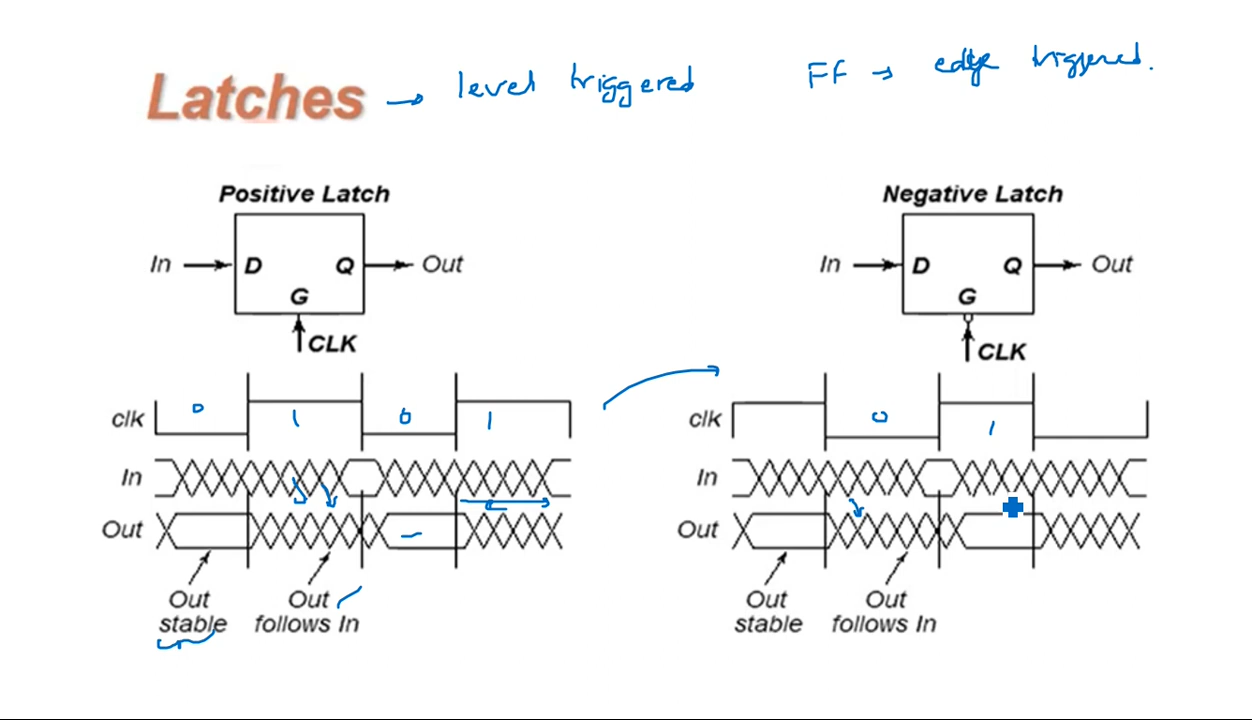 Latches → level triggered
FF → edge triggered.
Positive Latch
In
D
Q
Out
G
CLK
clk
0
1
0
1
In
Out
Out
stable
Out
follows In
Negative Latch
In
D
Q
Out
G
CLK
clk
0
1
In
Out
Out
stable
Out
follows In